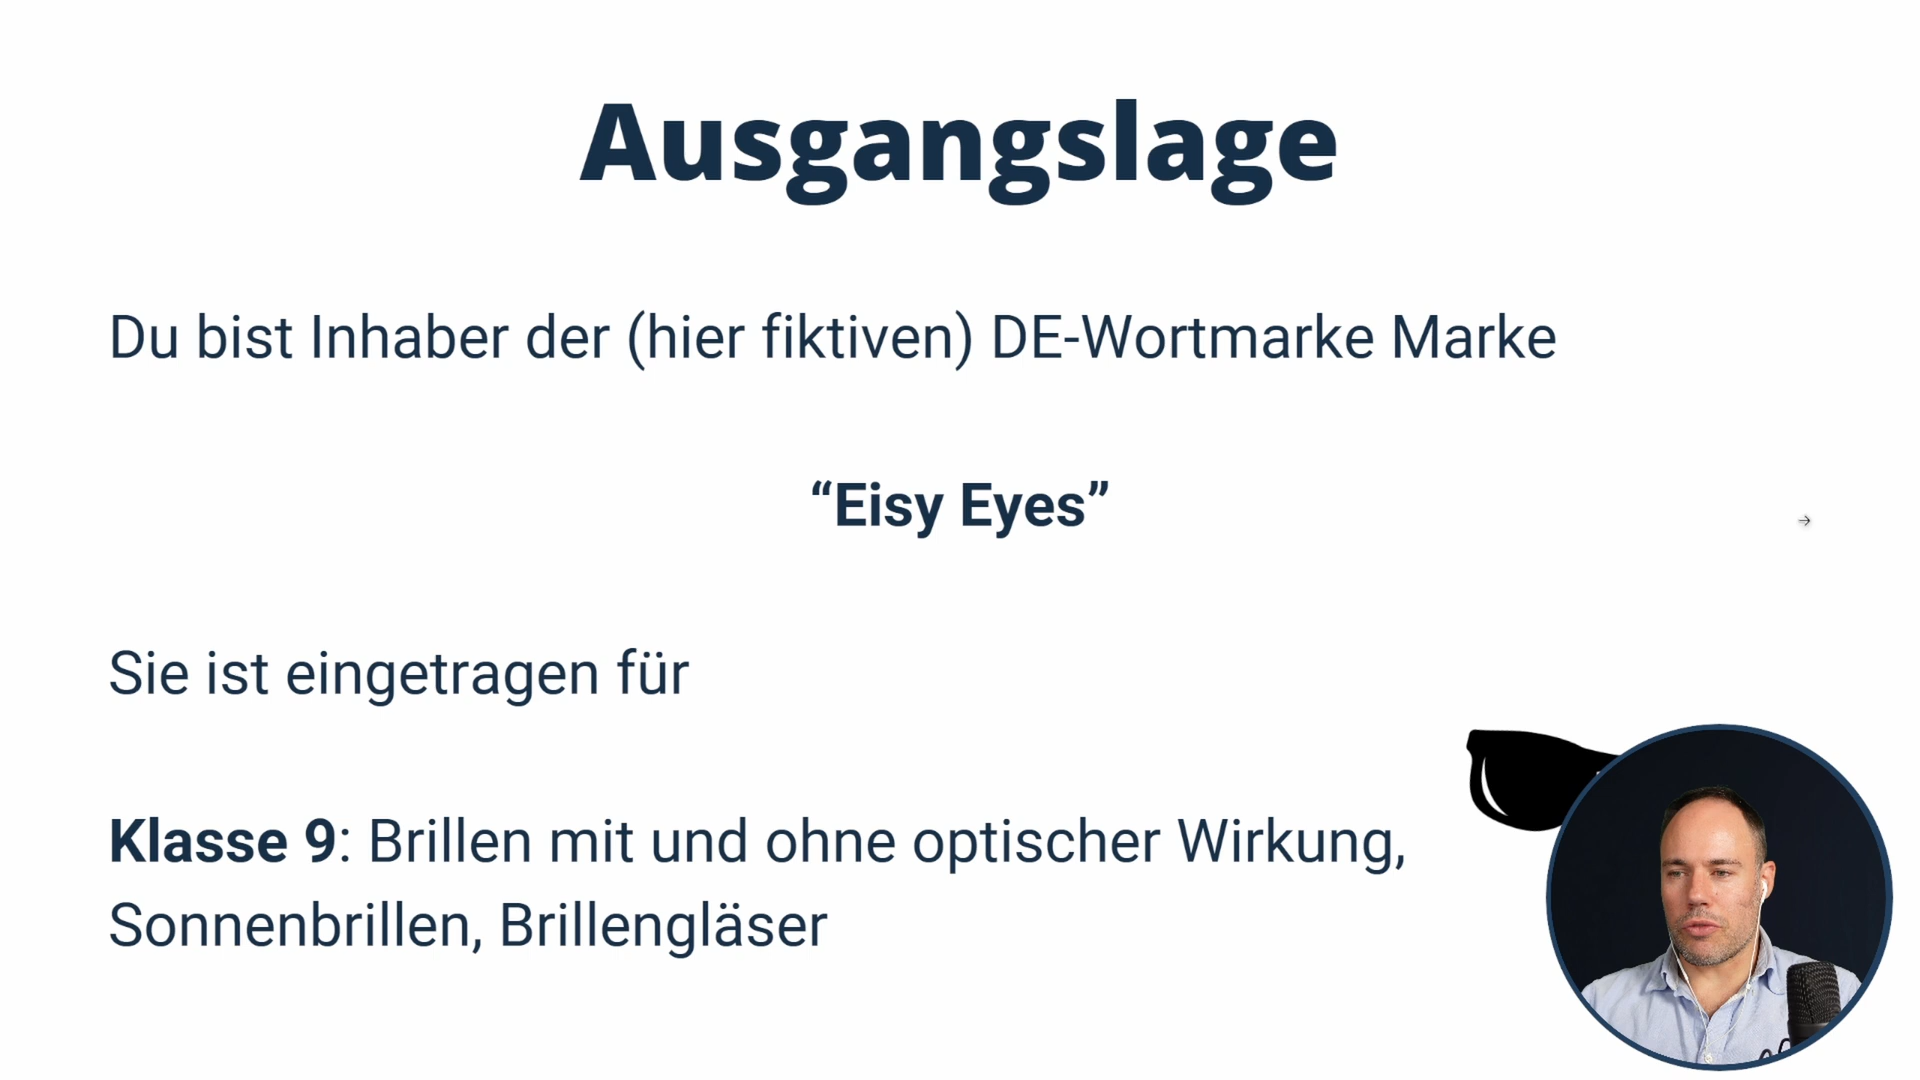 Ausgangslage
Du bist Inhaber der (hier fiktiven) DE-Wortmarke Marke
“Eisy Eyes”
Sie ist eingetragen für
Klasse 9: Brillen mit und ohne optischer Wirkung,
Sonnenbrillen, Brillengläser